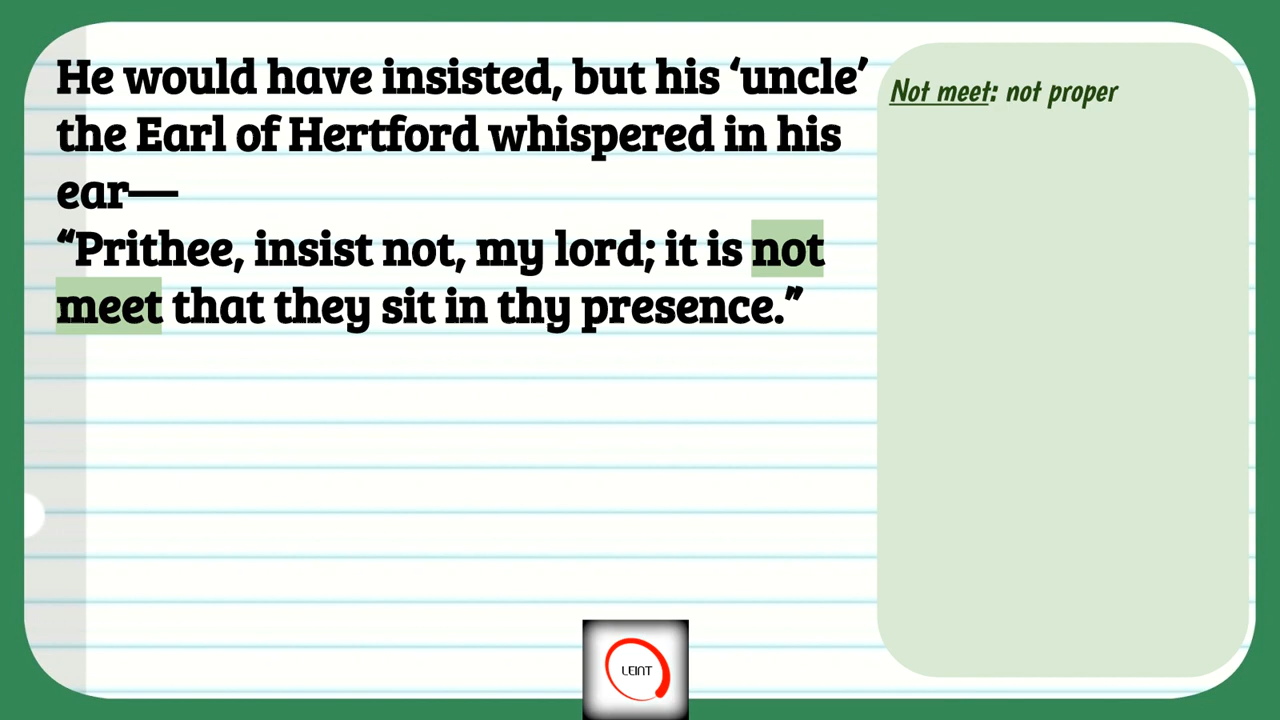 He would have insisted, but his ‘uncle’
the Earl of Hertford whispered in his
ear—
“Prithee, insist not, my lord; it is not
meet that they sit in thy presence.”
Not meet: not proper
LEINT